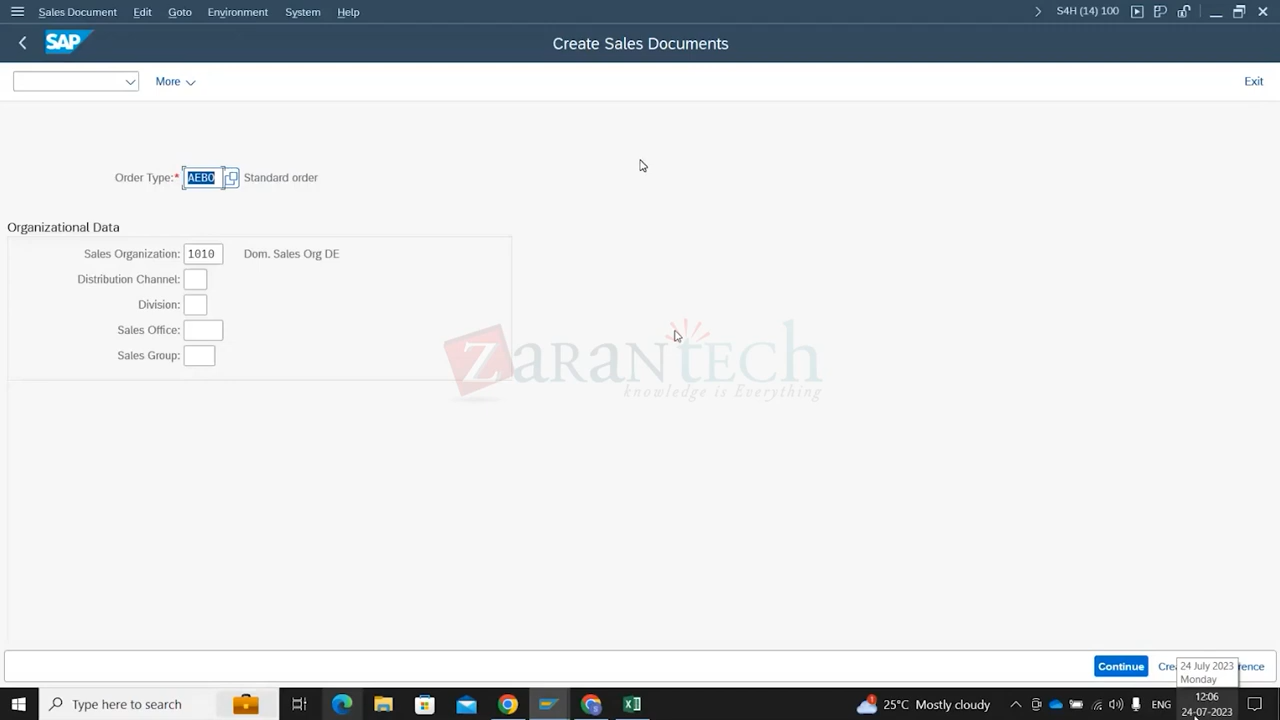 Sales Document Edit Goto Environment System Help S4H (14) 100
SAP Create Sales Documents
More Exit
Order Type:* AEBO Standard order
Organizational Data
Sales Organization: 1010 Dom. Sales Org DE
Distribution Channel:
Division:
Sales Office:
Sales Group:
ZaranTech
knowledge is Everything
Continue
24 July 2023
Monday
Type here to search 25°C Mostly cloudy ENG 12:06
24-07-2023